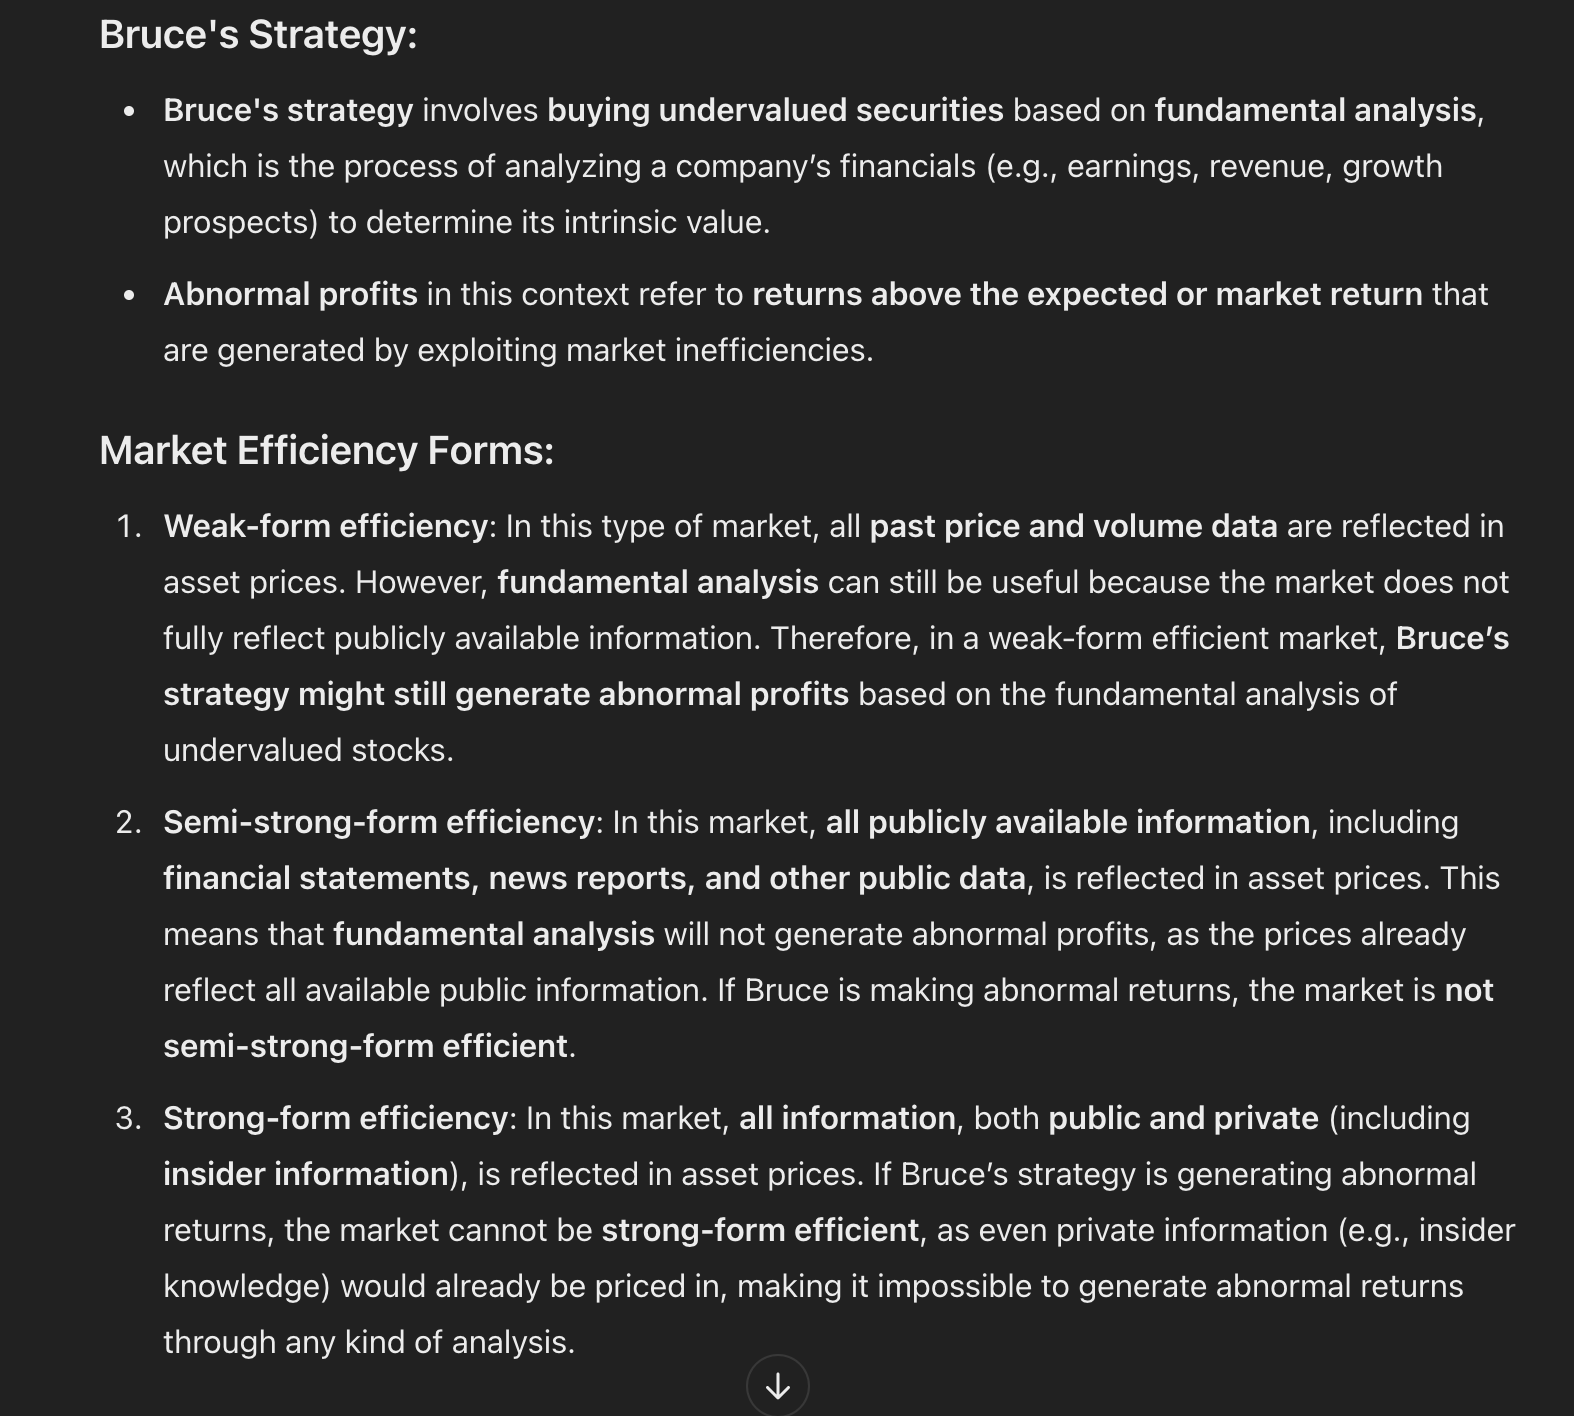 Bruce's Strategy:
• Bruce's strategy involves buying undervalued securities based on fundamental analysis,
which is the process of analyzing a company’s financials (e.g., earnings, revenue, growth
prospects) to determine its intrinsic value.
• Abnormal profits in this context refer to returns above the expected or market return that
are generated by exploiting market inefficiencies.
Market Efficiency Forms:
1. Weak-form efficiency: In this type of market, all past price and volume data are reflected in
asset prices. However, fundamental analysis can still be useful because the market does not
fully reflect publicly available information. Therefore, in a weak-form efficient market, Bruce’s
strategy might still generate abnormal profits based on the fundamental analysis of
undervalued stocks.
2. Semi-strong-form efficiency: In this market, all publicly available information, including
financial statements, news reports, and other public data, is reflected in asset prices. This
means that fundamental analysis will not generate abnormal profits, as the prices already
reflect all available public information. If Bruce is making abnormal returns, the market is not
semi-strong-form efficient.
3. Strong-form efficiency: In this market, all information, both public and private (including
insider information), is reflected in asset prices. If Bruce’s strategy is generating abnormal
returns, the market cannot be strong-form efficient, as even private information (e.g., insider
knowledge) would already be priced in, making it impossible to generate abnormal returns
through any kind of analysis.